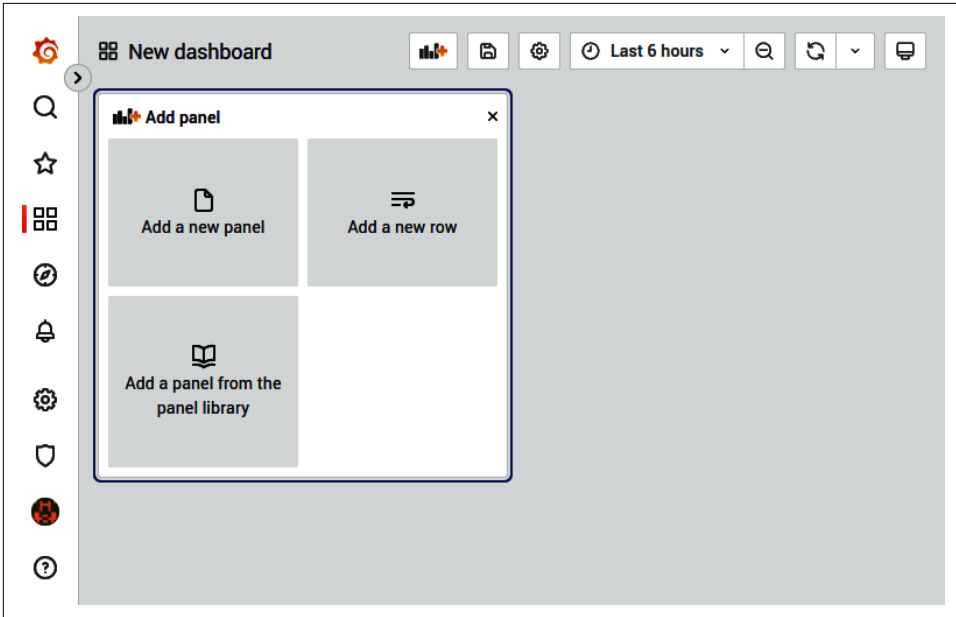 New dashboard
Last 6 hours
Add panel
Add a new panel
Add a new row
Add a panel from the
panel library